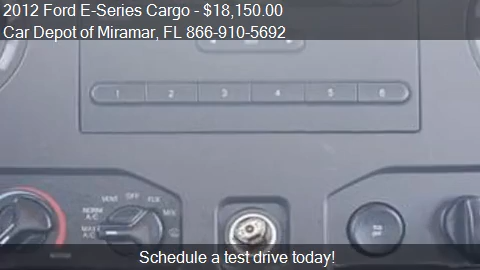 2012 Ford E-Series Cargo - $18,150.00
Car Depot of Miramar, FL 866-910-5692
1 2 3 4 5 6
VENT OFF FLR
NORM A/C MIX
MAX A/C
OFF
Schedule a test drive today!